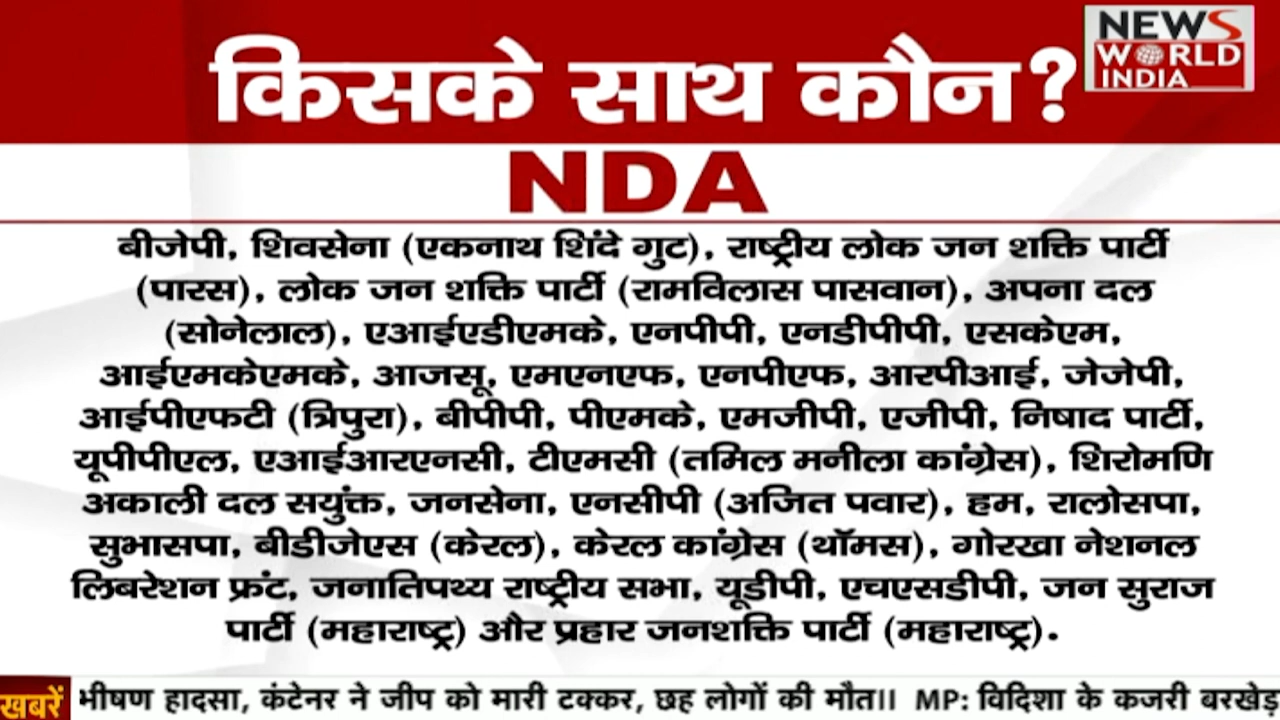 किसके साथ कौन?
NEWS
WORLD
INDIA
NDA
बीजेपी, शिवसेना (एकनाथ शिंदे गुट), राष्ट्रीय लोक जन शक्ति पार्टी
(पारस), लोक जन शक्ति पार्टी (रामविलास पासवान), अपना दल
(सोनेलाल), एआईएडीएमके, एनपीपी, एनडीपीपी, एसकेएम,
आईएमकेएमके, आजसू, एमएनएफ, एनपीएफ, आरपीआई, जेजेपी,
आईपीएफटी (त्रिपुरा), बीपीपी, पीएमके, एमजीपी, एजीपी, निषाद पार्टी,
यूपीपीएल, एआईआरएनसी, टीएमसी (तमिल मनीला कांग्रेस), शिरोमणि
अकाली दल सयुंक्त, जनसेना, एनसीपी (अजित पवार), हम, रालोसपा,
सुभासपा, बीडीजेएस (केरल), केरल कांग्रेस (थॉमस), गोरखा नेशनल
लिबरेशन फ्रंट, जनातिपथ्य राष्ट्रीय सभा, यूडीपी, एचएसडीपी, जन सुराज
पार्टी (महाराष्ट्र) और प्रहार जनशक्ति पार्टी (महाराष्ट्र).
खबरें भीषण हादसा, कंटेनर ने जीप को मारी टक्कर, छह लोगों की मौत।। MP: विदिशा के कजरी बरखेड़